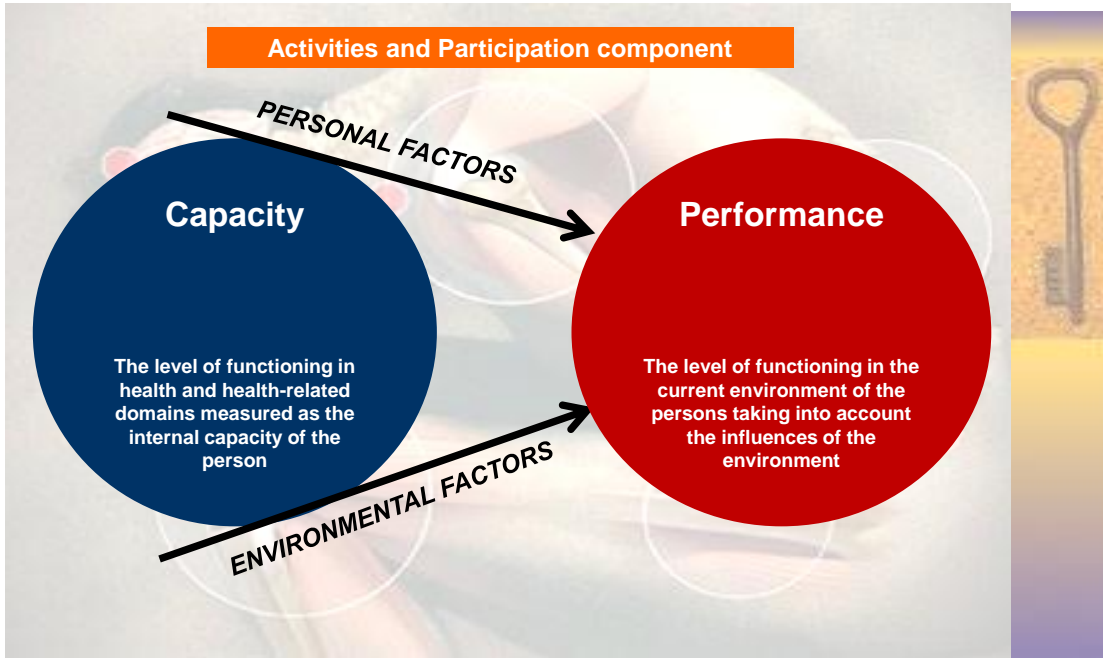 Activities and Participation component
PERSONAL FACTORS
Capacity
The level of functioning in
health and health-related
domains measured as the
internal capacity of the
person
Performance
The level of functioning in the
current environment of the
persons taking into account
the influences of the
environment
ENVIRONMENTAL FACTORS